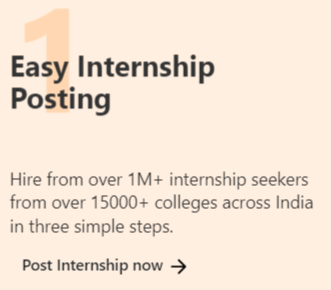 1
Easy Internship
Posting
Hire from over 1M+ internship seekers
from over 15000+ colleges across India
in three simple steps.
Post Internship now →